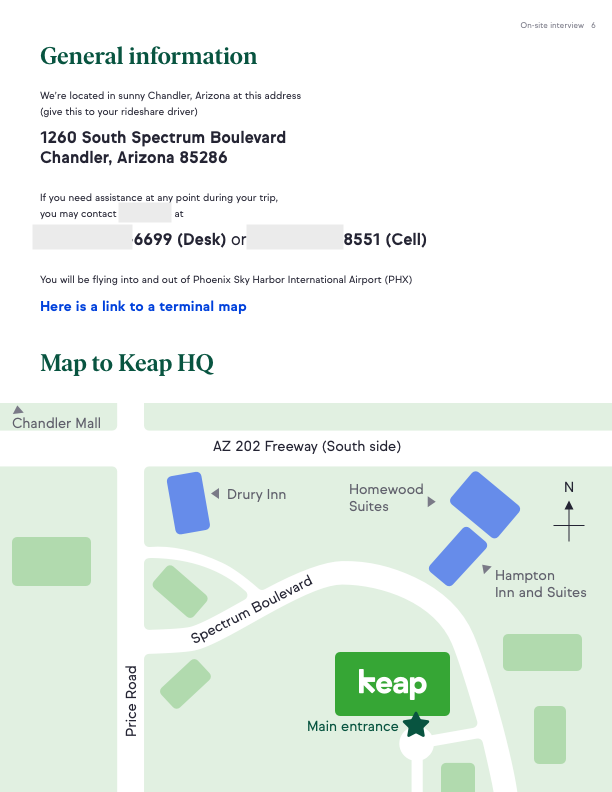 On-site interview 6
General information
We're located in sunny Chandler, Arizona at this address
(give this to your rideshare driver)
1260 South Spectrum Boulevard
Chandler, Arizona 85286
If you need assistance at any point during your trip,
you may contact at
6699 (Desk) or 8551 (Cell)
You will be flying into and out of Phoenix Sky Harbor International Airport (PHX)
Here is a link to a terminal map
Map to Keap HQ
Chandler Mall
AZ 202 Freeway (South side)
Drury Inn
Homewood
Suites
N
Hampton
Inn and Suites
Spectrum Boulevard
Price Road
keap
Main entrance